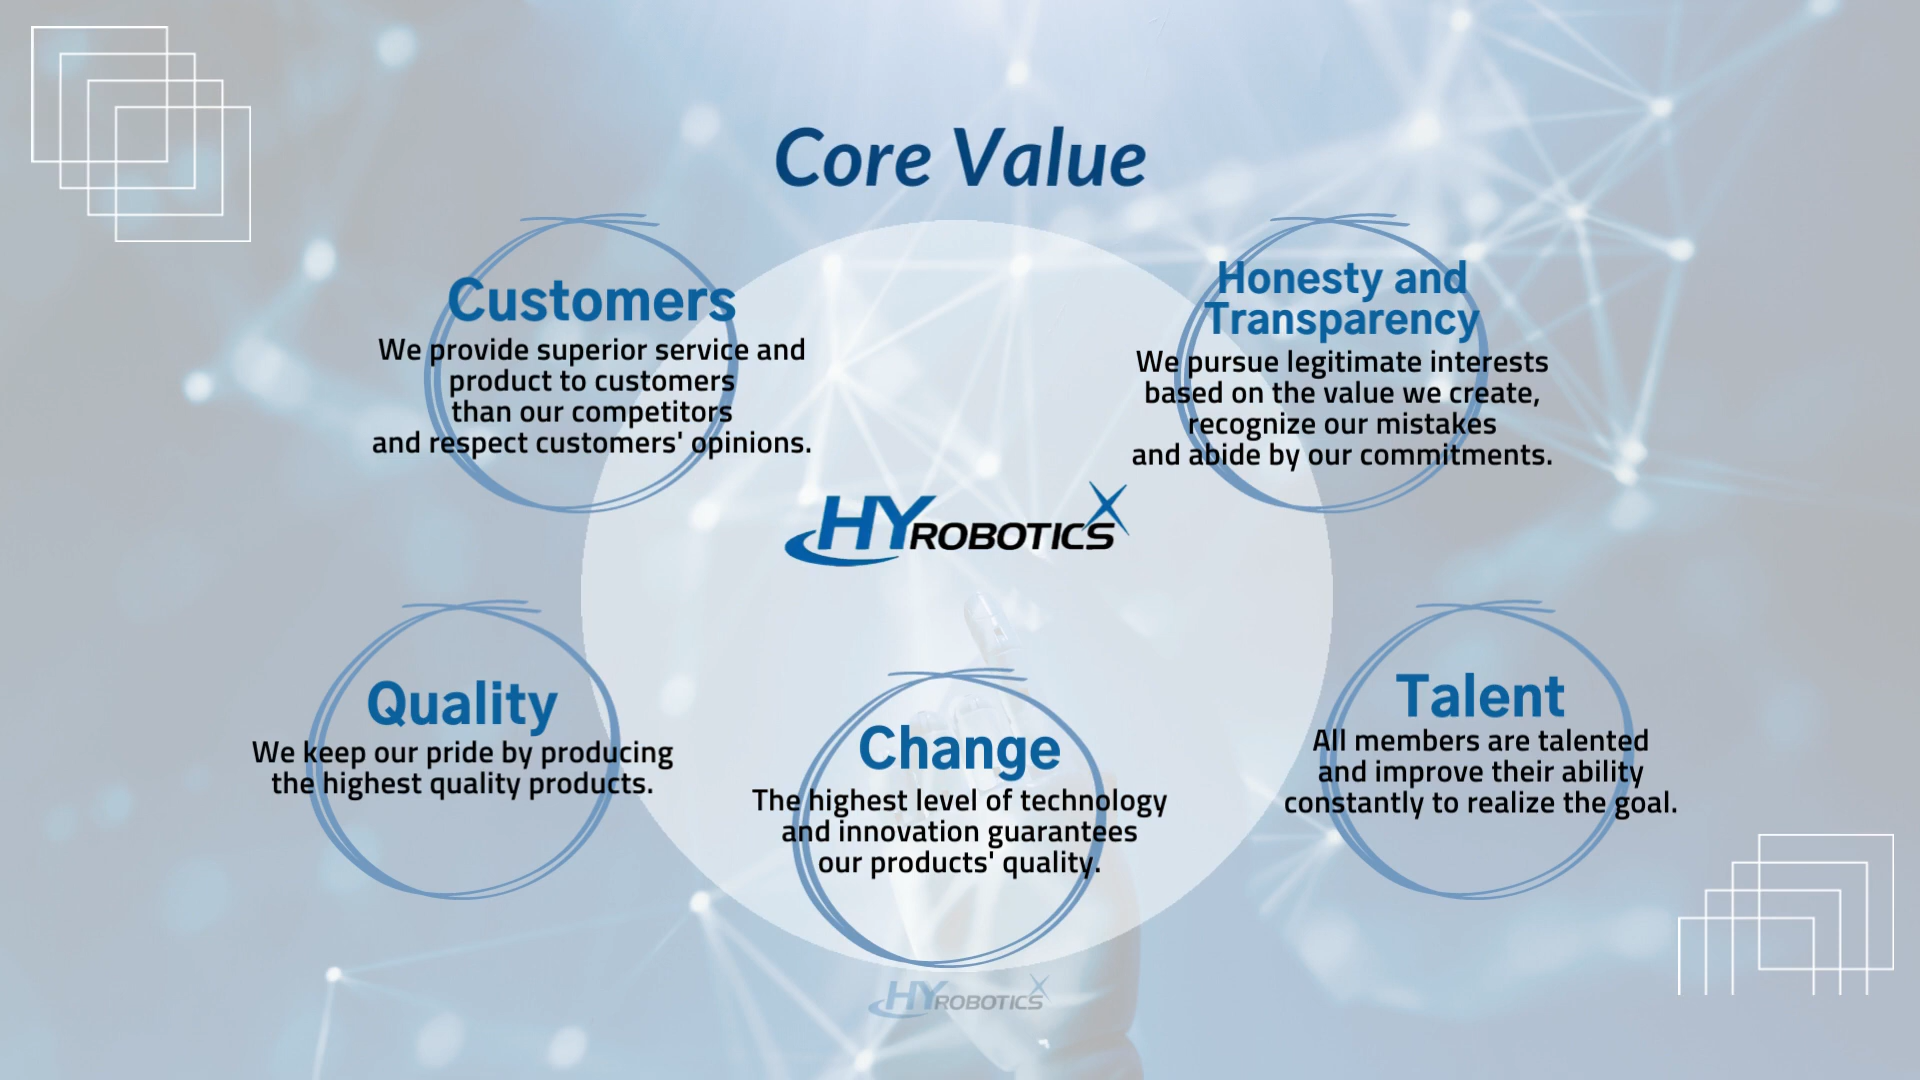 Core Value
Customers
We provide superior service and
product to customers
than our competitors
and respect customers' opinions.
Honesty and
Transparency
We pursue legitimate interests
based on the value we create,
recognize our mistakes
and abide by our commitments.
HYROBOTICS
Quality
We keep our pride by producing
the highest quality products.
Change
The highest level of technology
and innovation guarantees
our products' quality.
Talent
All members are talented
and improve their ability
constantly to realize the goal.
HYROBOTICS